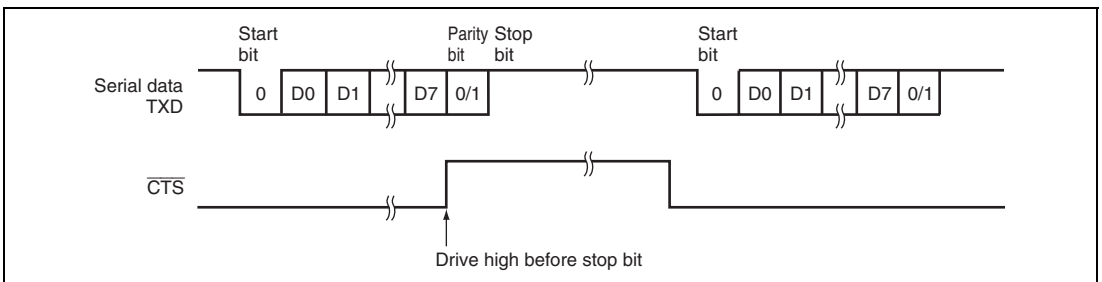 Start bit
Parity bit
Stop bit
Start bit
Serial data TXD
0 D0 D1 D7 0/1
0 D0 D1 D7 0/1
CTS
Drive high before stop bit